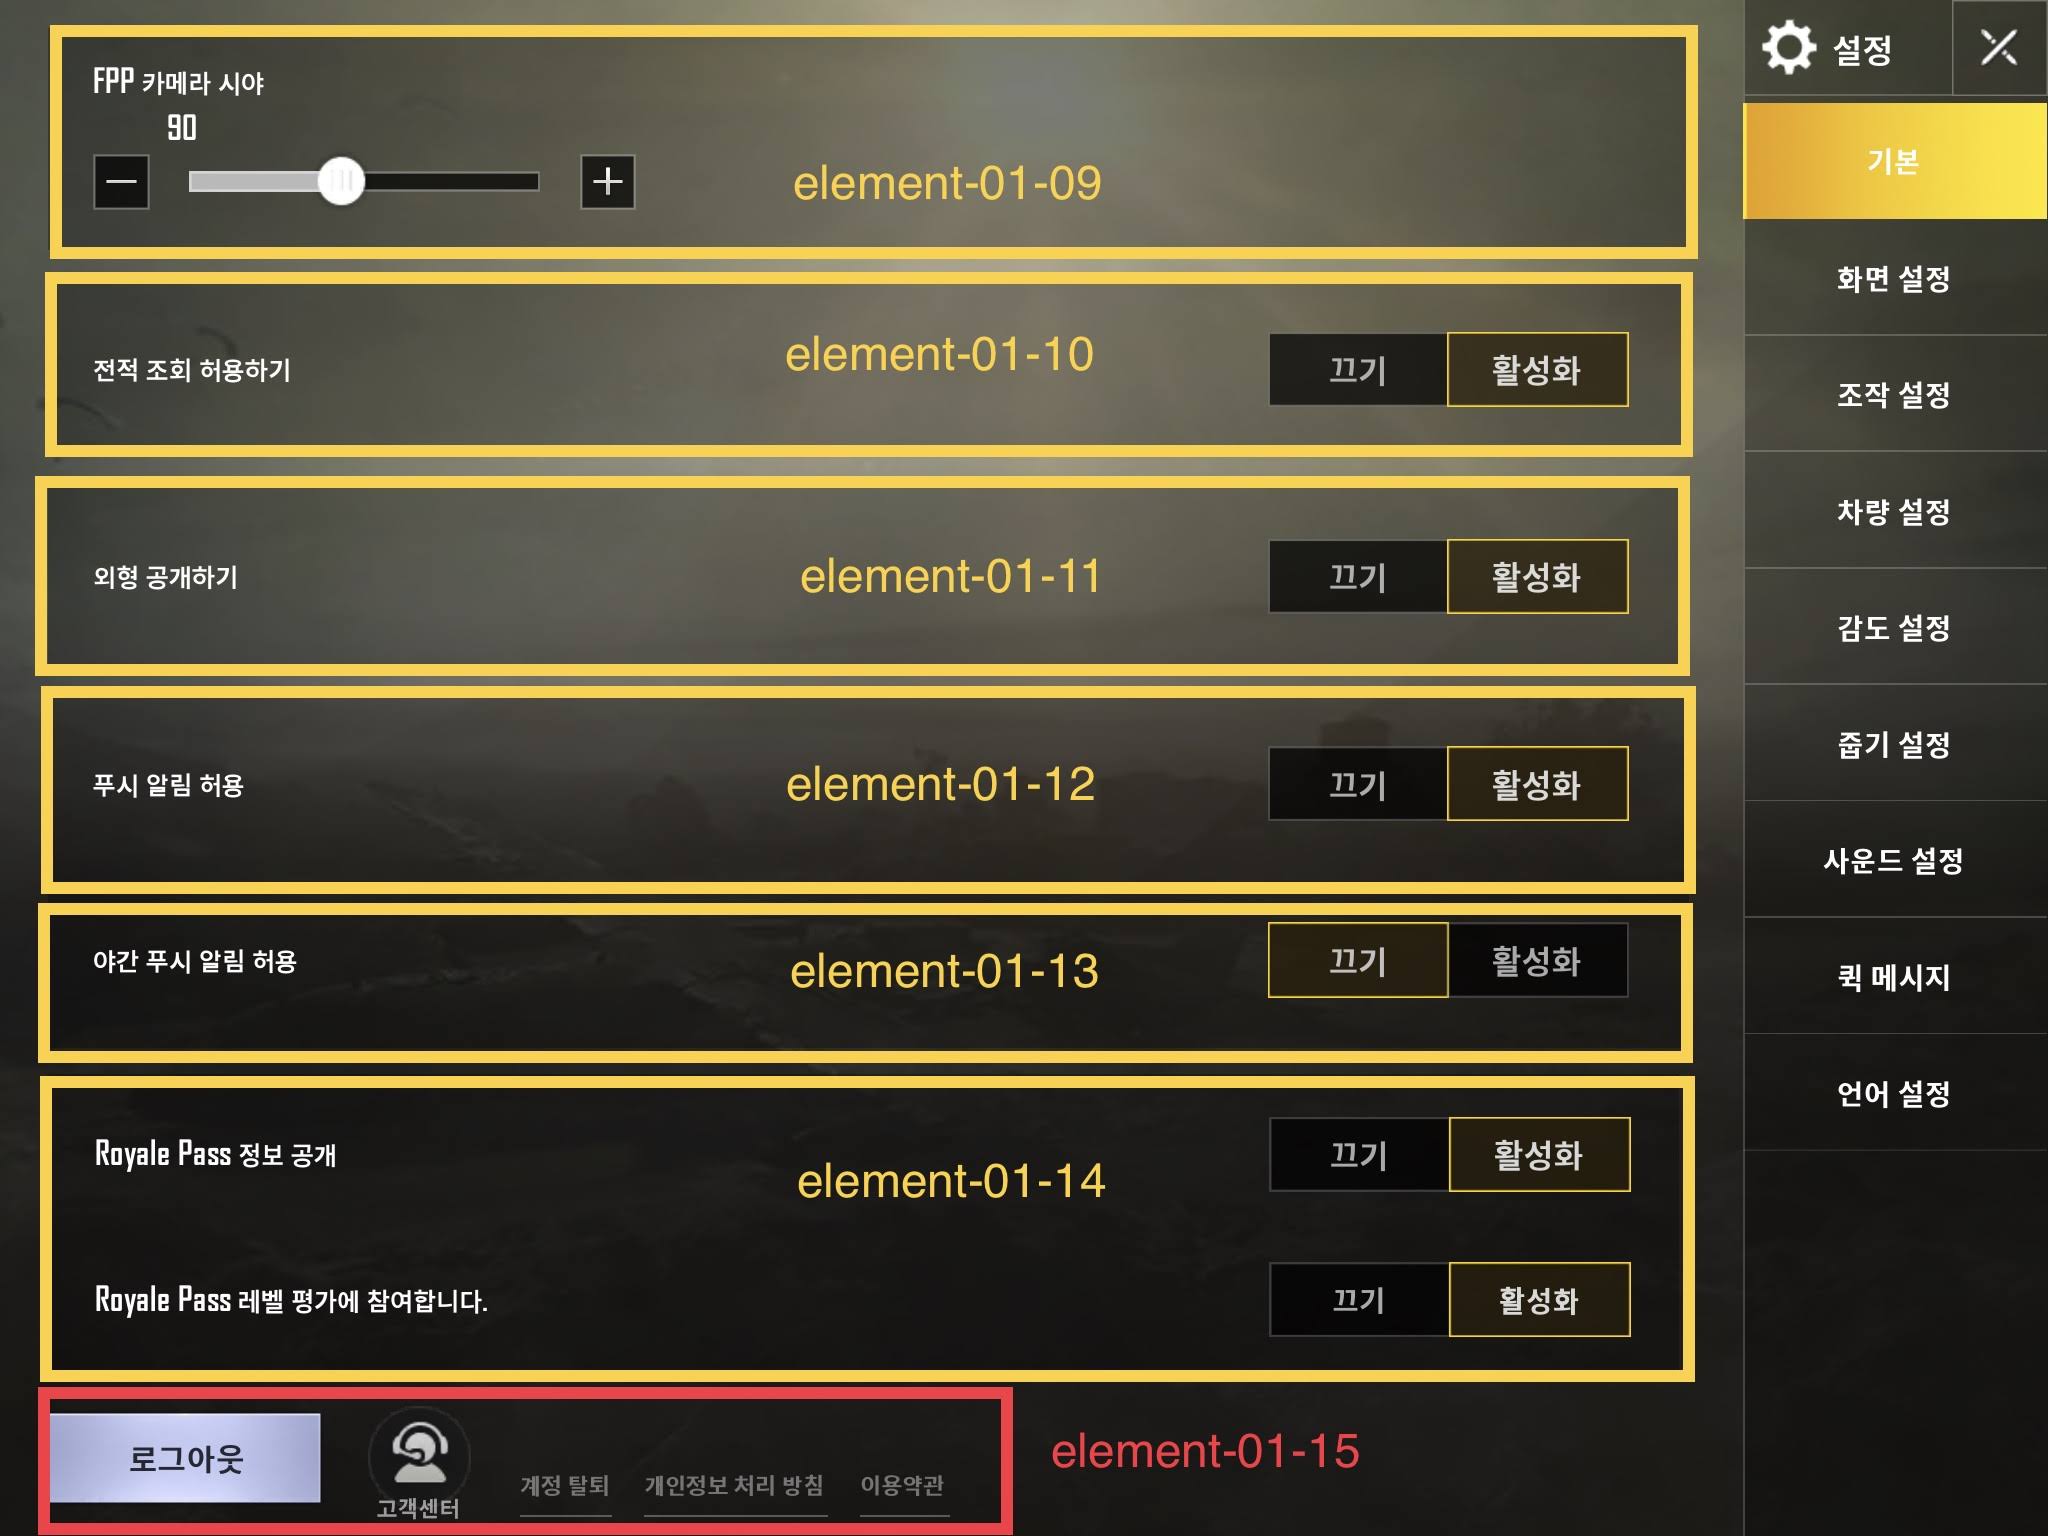 FPP 카메라 시야
90
element-01-09
전적 조회 허용하기
element-01-10
끄기
활성화
외형 공개하기
element-01-11
끄기
활성화
푸시 알림 허용
element-01-12
끄기
활성화
야간 푸시 알림 허용
element-01-13
끄기
활성화
Royale Pass 정보 공개
element-01-14
끄기
활성화
Royale Pass 레벨 평가에 참여합니다.
끄기
활성화
로그아웃
고객센터
계정 탈퇴
개인정보 처리 방침
이용약관
element-01-15
설정
기본
화면 설정
조작 설정
차량 설정
감도 설정
줍기 설정
사운드 설정
퀵 메시지
언어 설정